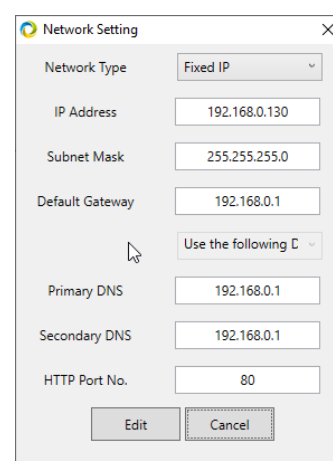 Network Setting
Network Type Fixed IP
IP Address 192.168.0.130
Subnet Mask 255.255.255.0
Default Gateway 192.168.0.1
Use the following D
Primary DNS 192.168.0.1
Secondary DNS 192.168.0.1
HTTP Port No. 80
Edit Cancel